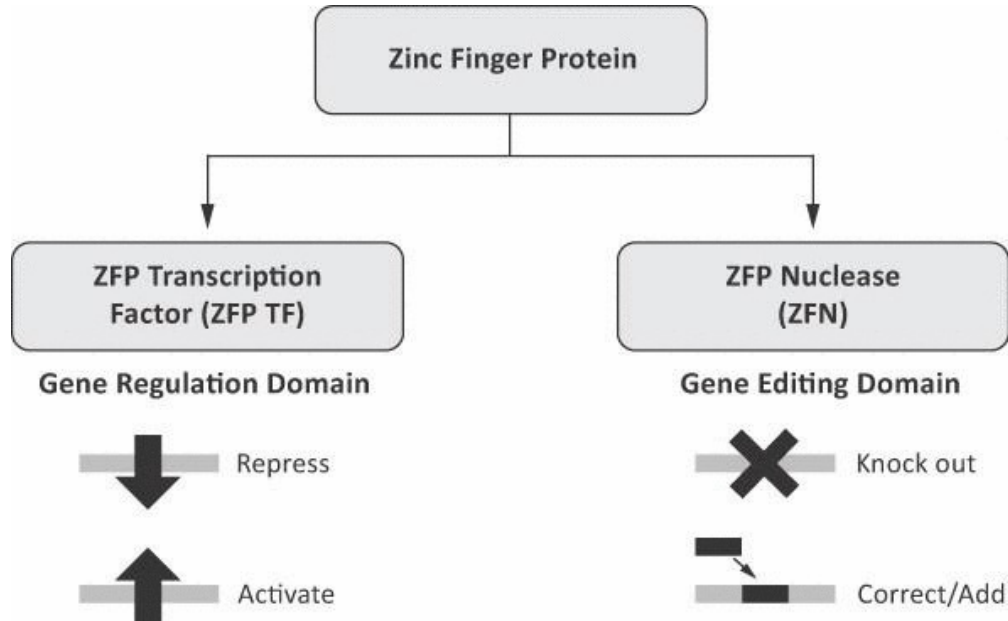 Zinc Finger Protein
ZFP Transcription
Factor (ZFP TF)
Gene Regulation Domain
Repress
Activate
ZFP Nuclease
(ZFN)
Gene Editing Domain
Knock out
Correct/Add